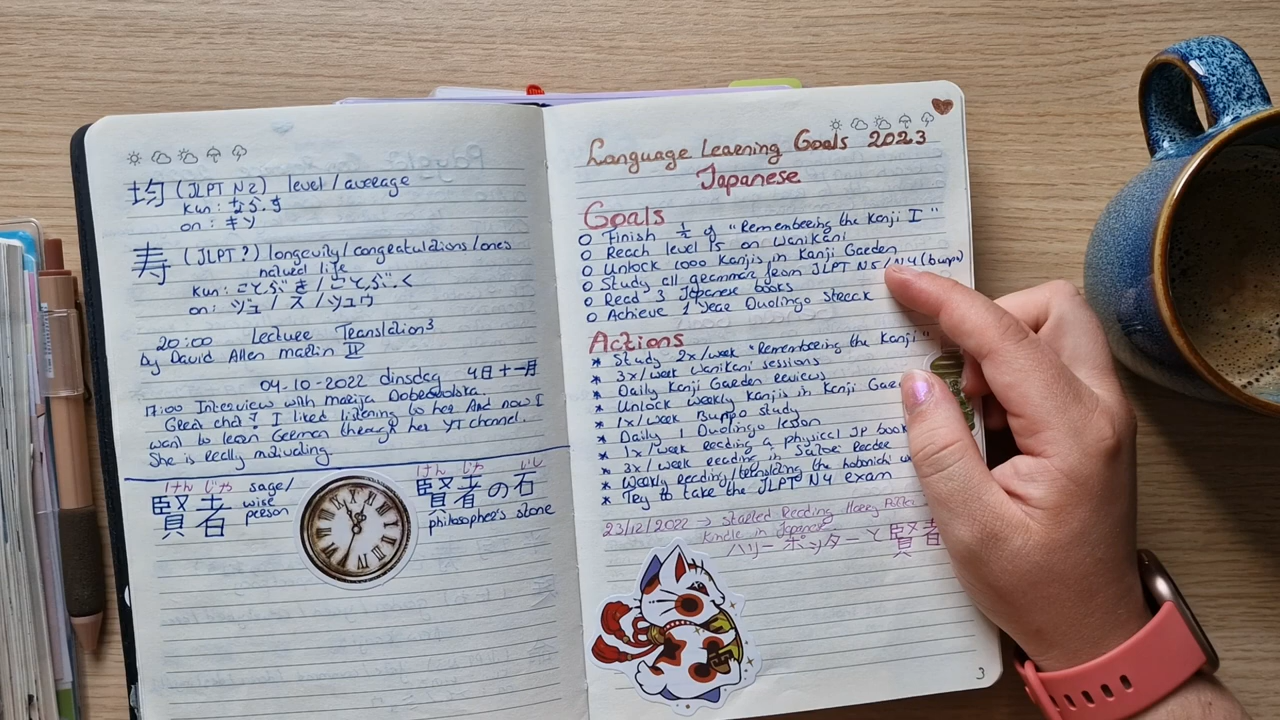 均 (JLPT N2) level / average
kun: なら.す
on: キン
寿 (JLPT ?) longevity / congratulations / ones
natural life
kun: ことぶき / ことぶ.く
on: ジュ / ス / シュウ
20:00 Lecture Translation³
by David Allen Martin II
04-10-2022 dinsdag 4日十一月
17:00 Interview with Marija Doberdolska.
Great chat! I liked listening to her And now I
want to learn German through her YT channel.
She is really motivating.
けん じゃ
賢者 sage/
wise
person
けん じゃ いし
賢者の石
philosopher's stone
Language Learning Goals 2023
Japanese
Goals
o Finish ½ of "Remembering the Kanji I"
o Reach level 15 on Wanikani
o Unlock 1000 Kanjis in Kanji Garden
o Study all grammar from JLPT N5/N4 (bunpo)
o Read 3 Japanese books
o Achieve 1 Year Duolingo streack
Actions
* Study 2x/week "Remembering the Kanji"
* 3x/week Wanikani sessions
* Daily Kanji Garden reviews
* Unlock weekly Kanjis in Kanji Garden
* 1x/week Bunpo study
* Daily 1 Duolingo lesson
* 1x/week reading a physical JP book
* 3x/week reading in Satori Reader
* Weekly reading/translating the hobonichi
* Try to take the JLPT N4 exam
23/12/2022 → started Reading Harry Potter
Kindle in Japanese
ハリーポッターと賢者
3